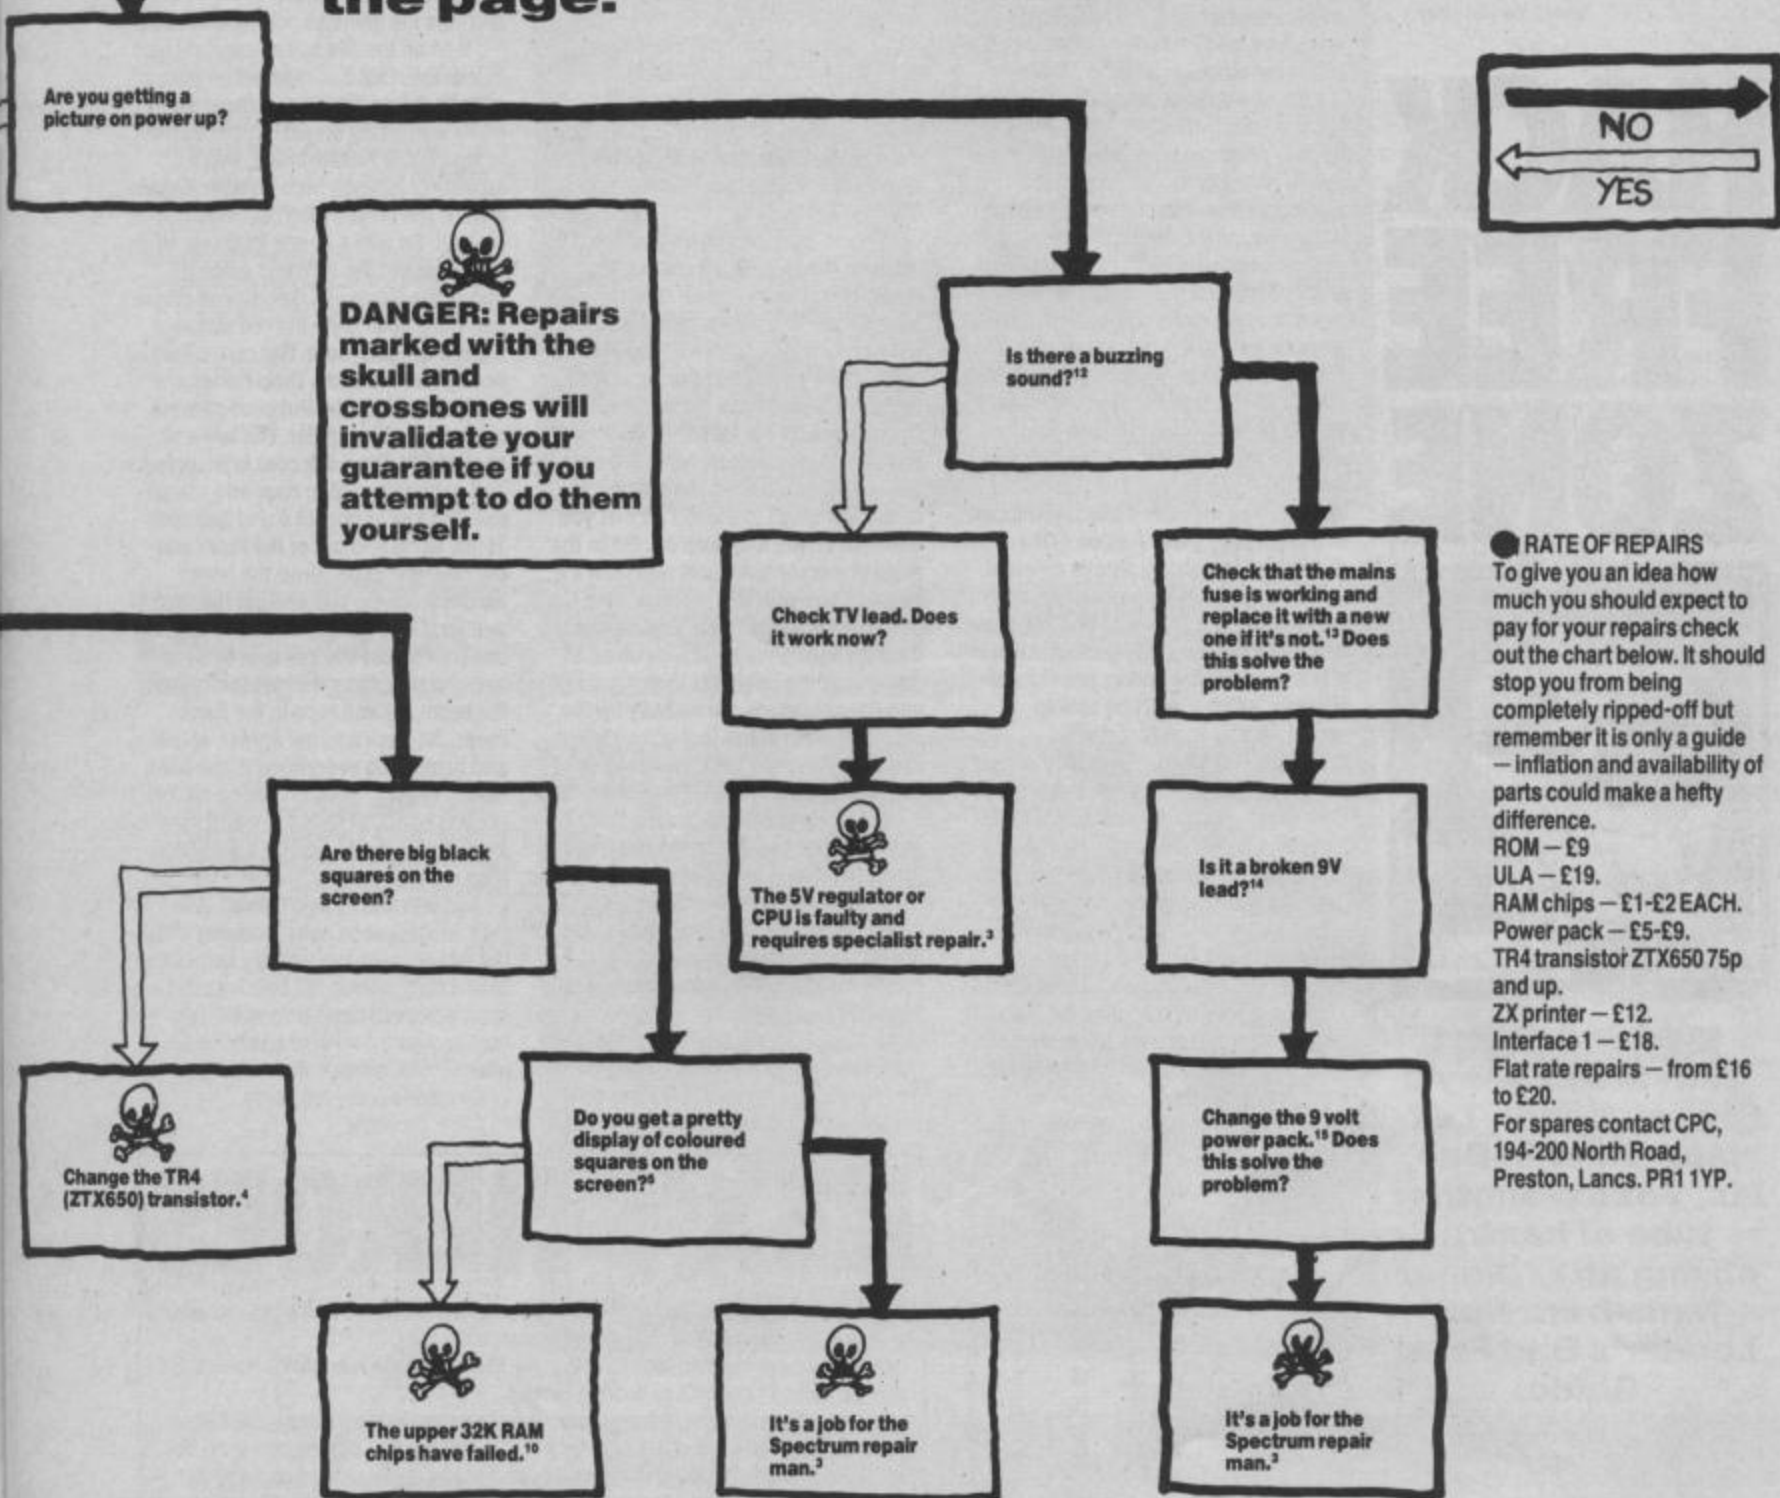 the page.
Are you getting a
picture on power up?
NO
YES
DANGER: Repairs
marked with the
skull and
crossbones will
invalidate your
guarantee if you
attempt to do them
yourself.
Is there a buzzing
sound?¹²
Check TV lead. Does
it work now?
Check that the mains
fuse is working and
replace it with a new
one if it's not.¹³ Does
this solve the
problem?
Are there big black
squares on the
screen?
The 5V regulator or
CPU is faulty and
requires specialist repair.³
Is it a broken 9V
lead?¹⁴
Change the TR4
(ZTX650) transistor.⁴
Do you get a pretty
display of coloured
squares on the
screen?⁶
Change the 9 volt
power pack.¹⁵ Does
this solve the
problem?
The upper 32K RAM
chips have failed.¹⁰
It's a job for the
Spectrum repair
man.³
It's a job for the
Spectrum repair
man.³
RATE OF REPAIRS
To give you an idea how
much you should expect to
pay for your repairs check
out the chart below. It should
stop you from being
completely ripped-off but
remember it is only a guide
— inflation and availability of
parts could make a hefty
difference.
ROM — £9
ULA — £19.
RAM chips — £1-£2 EACH.
Power pack — £5-£9.
TR4 transistor ZTX650 75p
and up.
ZX printer — £12.
Interface 1 — £18.
Flat rate repairs — from £16
to £20.
For spares contact CPC,
194-200 North Road,
Preston, Lancs. PR1 1YP.